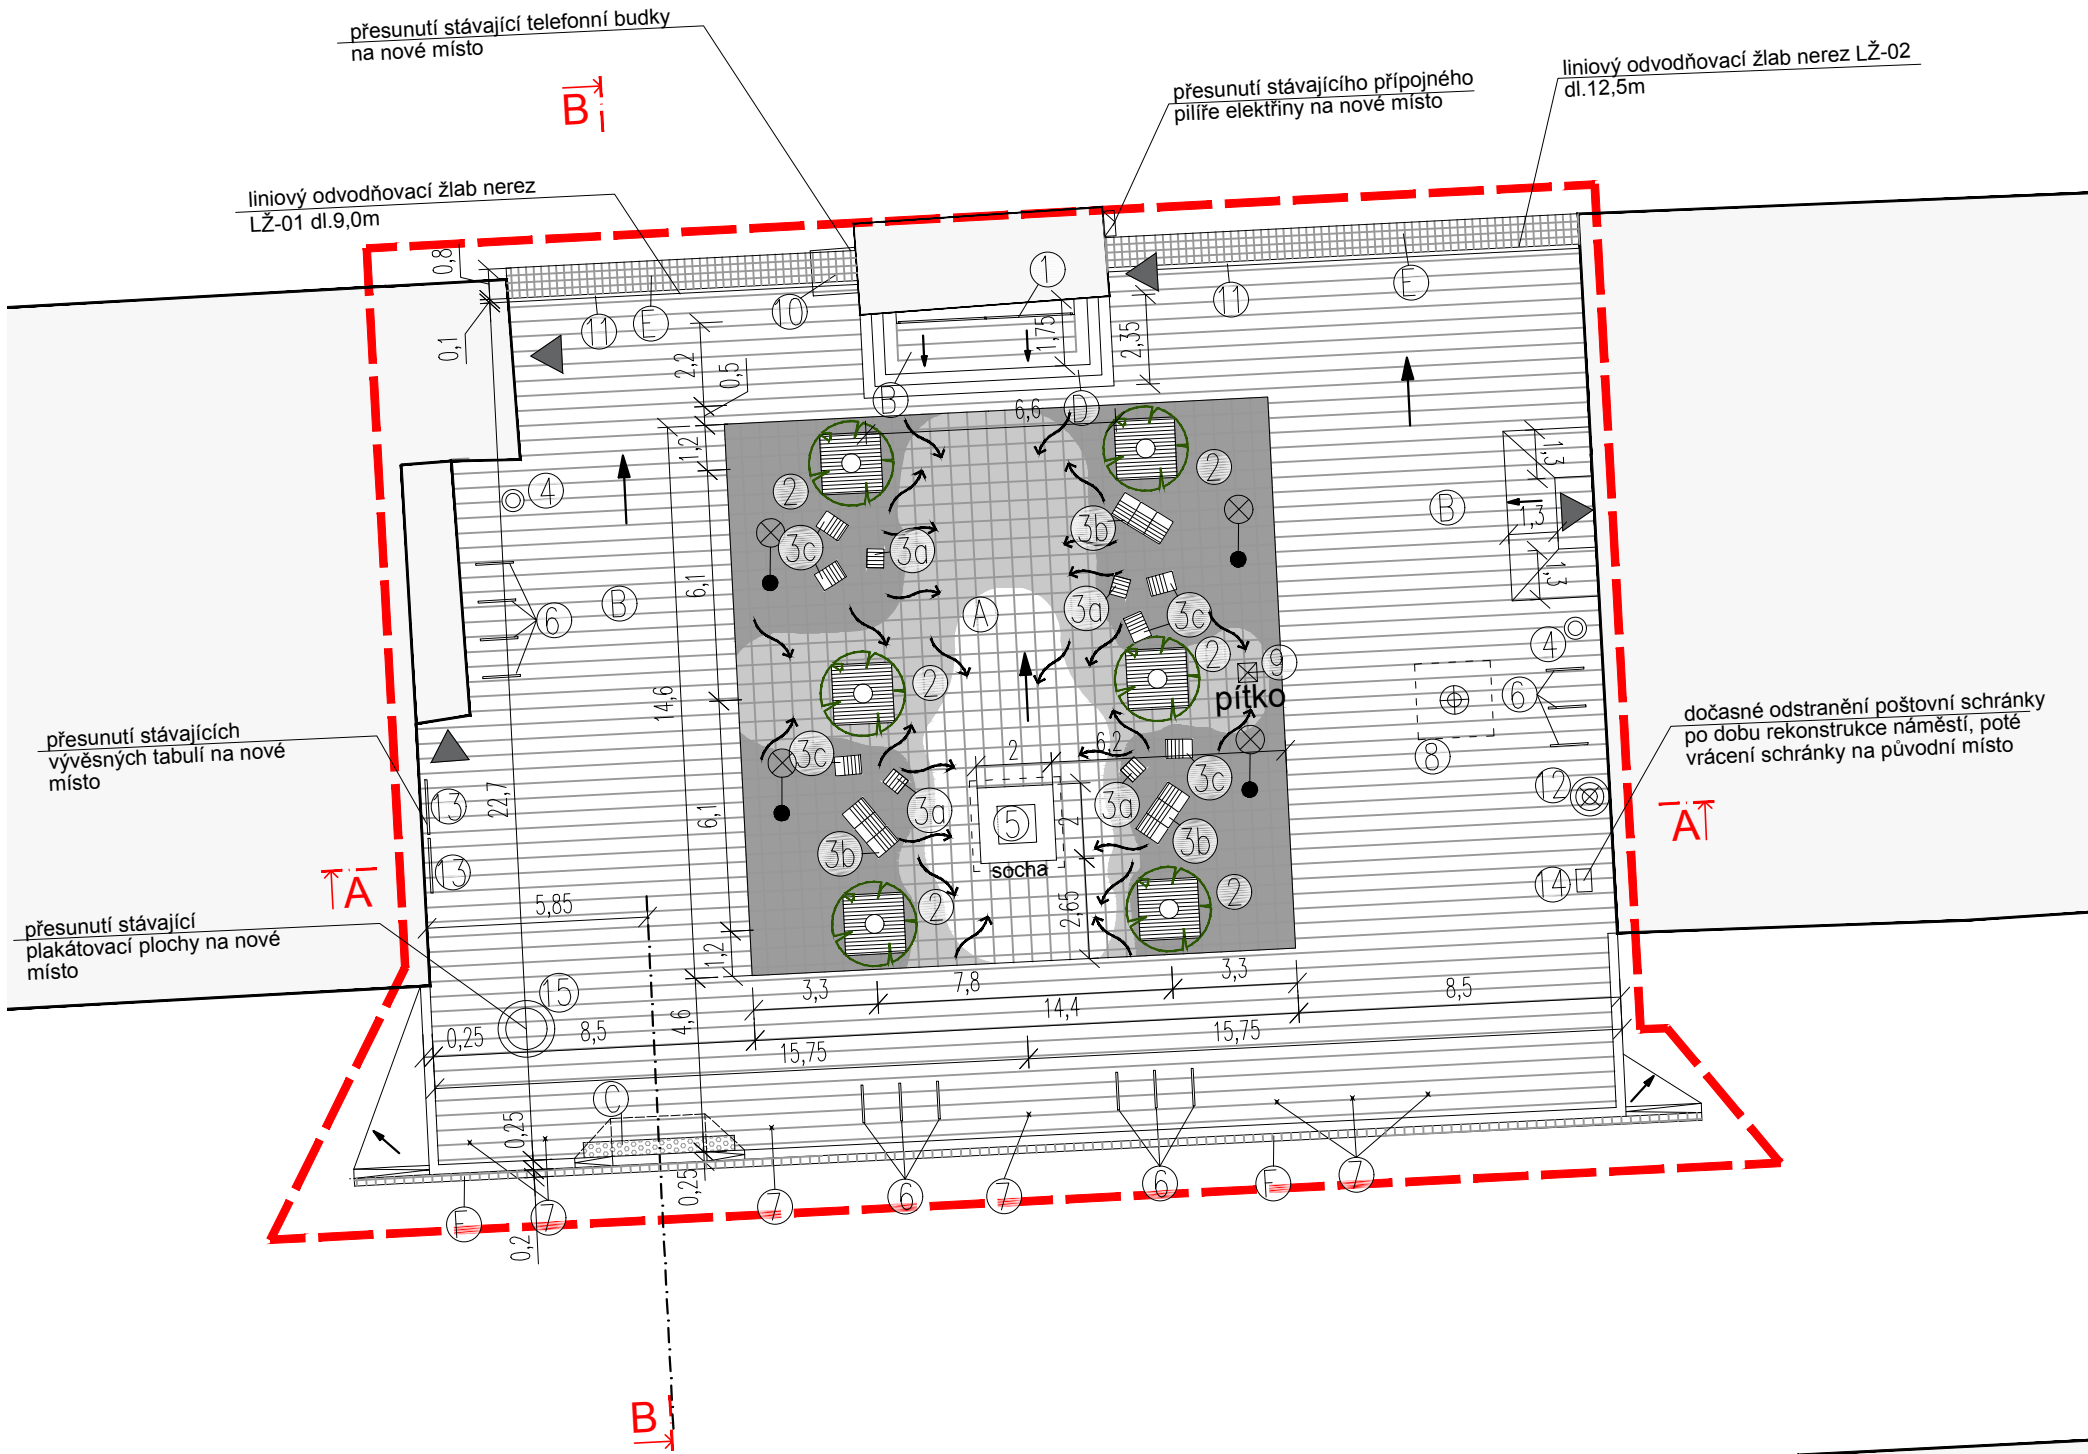 přesunutí stávající telefonní budky
na nové místo
B
přesunutí stávajícího přípojného
pilíře elektřiny na nové místo
liniový odvodňovací žlab nerez LŽ-02
dl.12,5m
liniový odvodňovací žlab nerez
LŽ-01 dl.9,0m
0,8
0,1
11
E
10
1
11
E
2,2
0,5
1,75
2,35
B
D
6,6
1,2
2
2
4
3c
3a
3b
B
1,3
1,3
1,3
6,1
B
6
A
3a
3c
2
9
4
14,6
2
pítko
6
8
přesunutí stávajících
vývěsných tabulí na nové
místo
dočasné odstranění poštovní schránky
po dobu rekonstrukce náměstí, poté
vrácení schránky na původní místo
3c
2
6,2
3c
12
13
22,7
6,1
3a
5
2
3a
A
13
3b
socha
3b
14
A
přesunutí stávající
plakátovací plochy na nové
místo
5,85
2
2,65
2
1,2
15
3,3
7,8
3,3
14,4
8,5
0,25
8,5
4,6
15,75
15,75
C
0,25
0,25
F
7
7
6
7
6
F
7
0,2
B